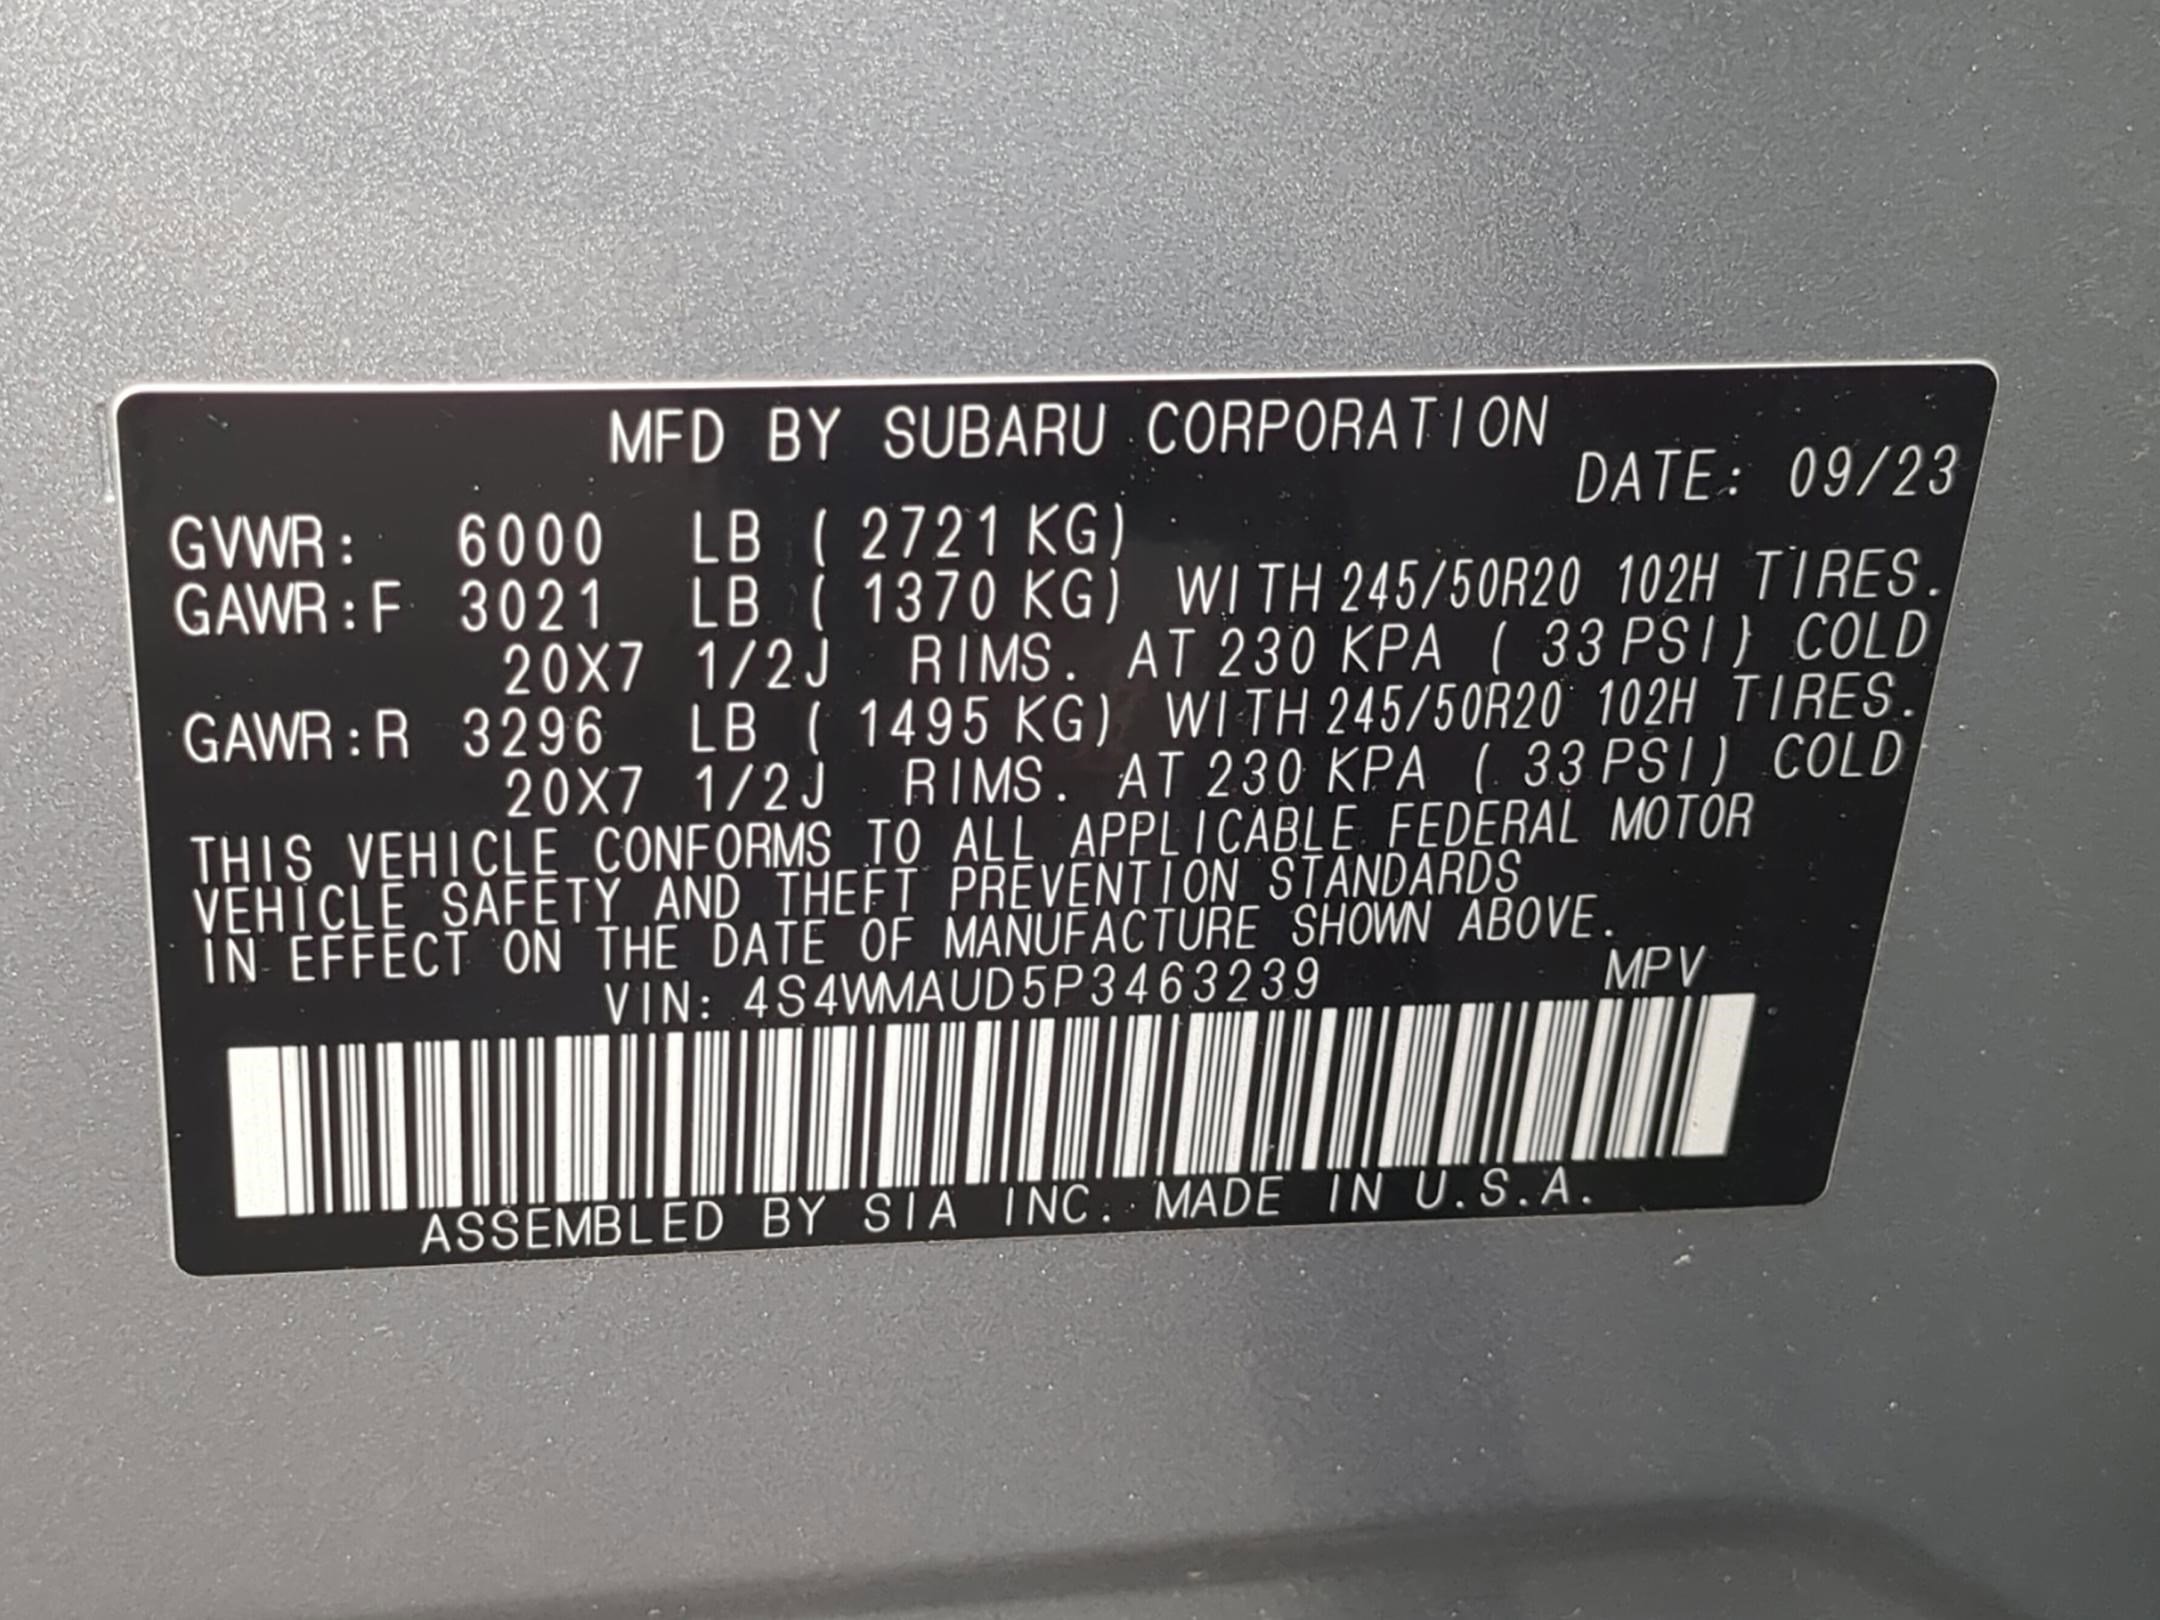 MFD BY SUBARU CORPORATION
DATE: 09/23
GVWR: 6000 LB ( 2721 KG)
GAWR:F 3021 LB ( 1370 KG) WITH 245/50R20 102H TIRES.
20X7 1/2J RIMS. AT 230 KPA ( 33 PSI) COLD
GAWR:R 3296 LB ( 1495 KG) WITH 245/50R20 102H TIRES.
20X7 1/2J RIMS. AT 230 KPA ( 33 PSI) COLD
THIS VEHICLE CONFORMS TO ALL APPLICABLE FEDERAL MOTOR
VEHICLE SAFETY AND THEFT PREVENTION STANDARDS
IN EFFECT ON THE DATE OF MANUFACTURE SHOWN ABOVE.
VIN: 4S4WMAUD5P3463239 MPV
ASSEMBLED BY SIA INC. MADE IN U.S.A.